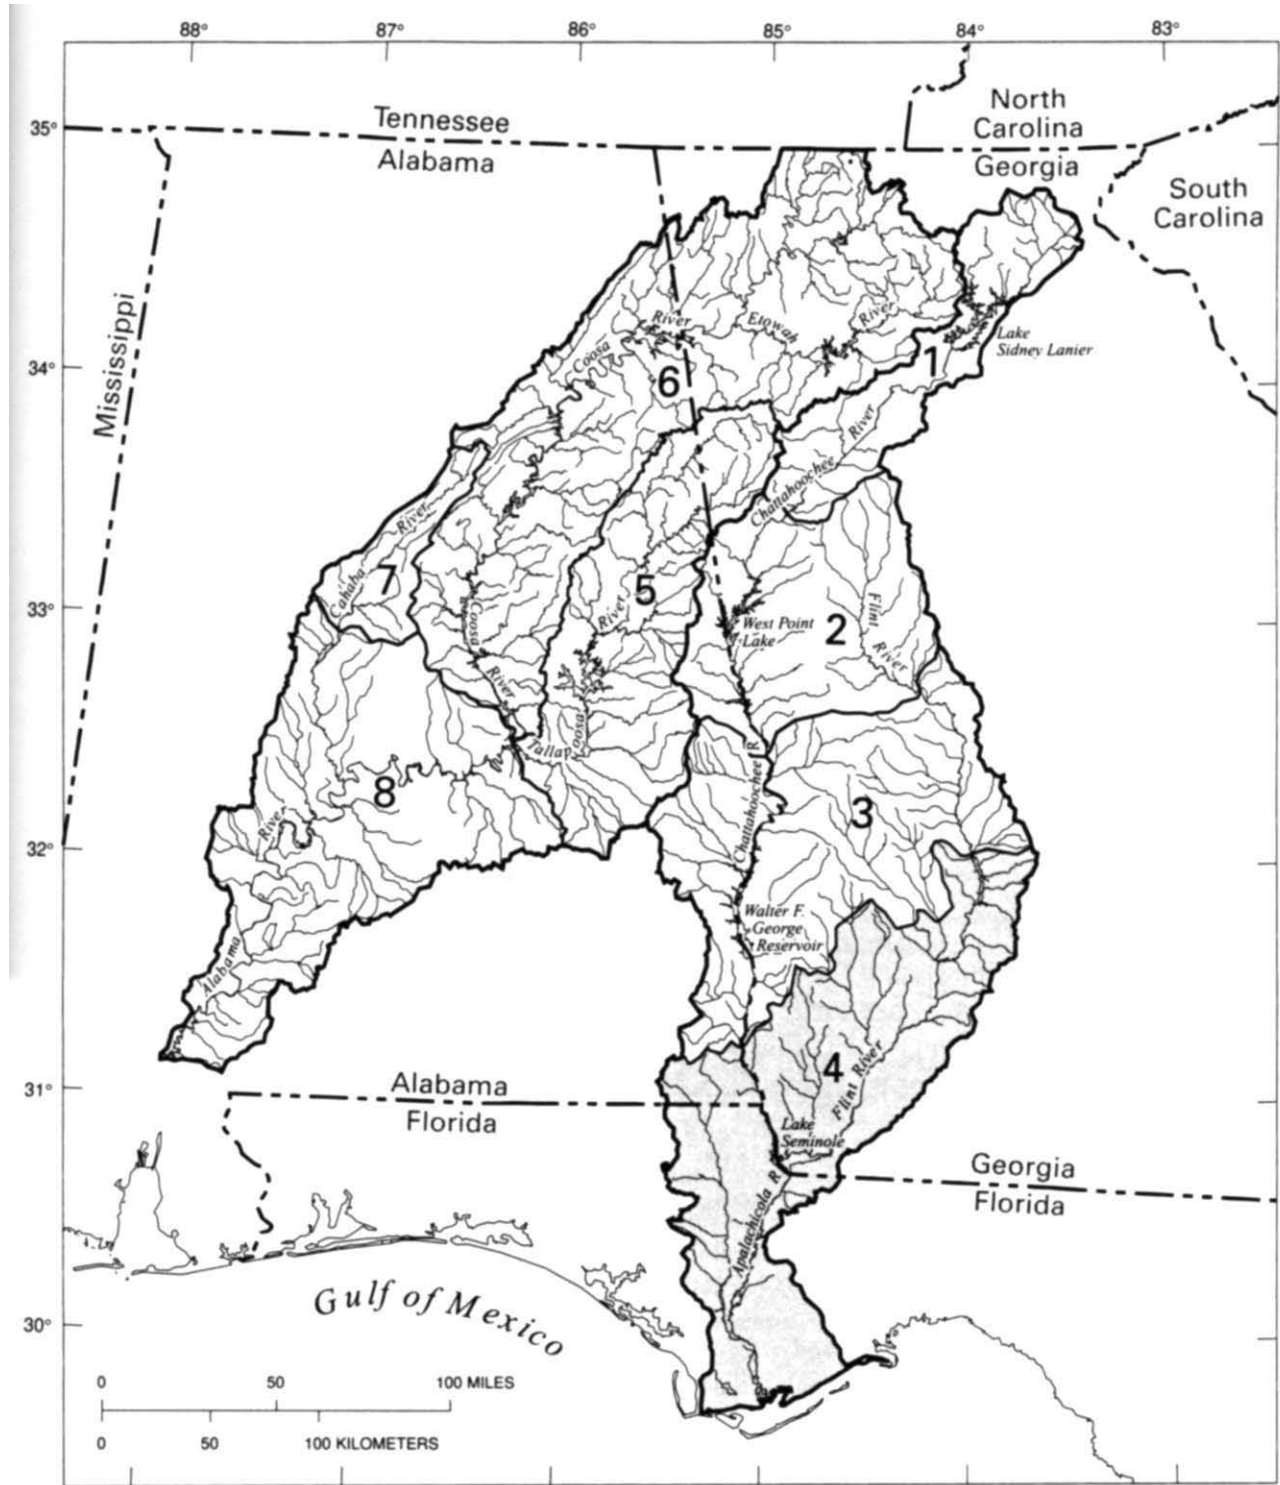 88° 87° 86° 85° 84° 83°
35°
Tennessee
Alabama
North
Carolina
Georgia
South
Carolina
Mississippi
34°
Coosa
River
Etowah
River
Lake
Sidney Lanier
1
6
Chattahoochee
River
Cahaba
River
7
5
River
Tallapoosa
Coosa
River
33°
West Point
Lake
2
Flint
River
8
River
Alabama
Chattahoochee R
3
32°
Walter F.
George
Reservoir
4
Flint River
31°
Alabama
Florida
Lake
Seminole
Georgia
Florida
Apalachicola R
Gulf of Mexico
30°
0 50 100 MILES
0 50 100 KILOMETERS